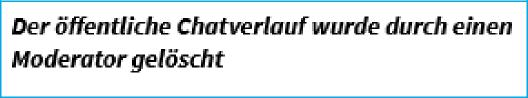 Der öffentliche Chatverlauf wurde durch einen
Moderator gelöscht